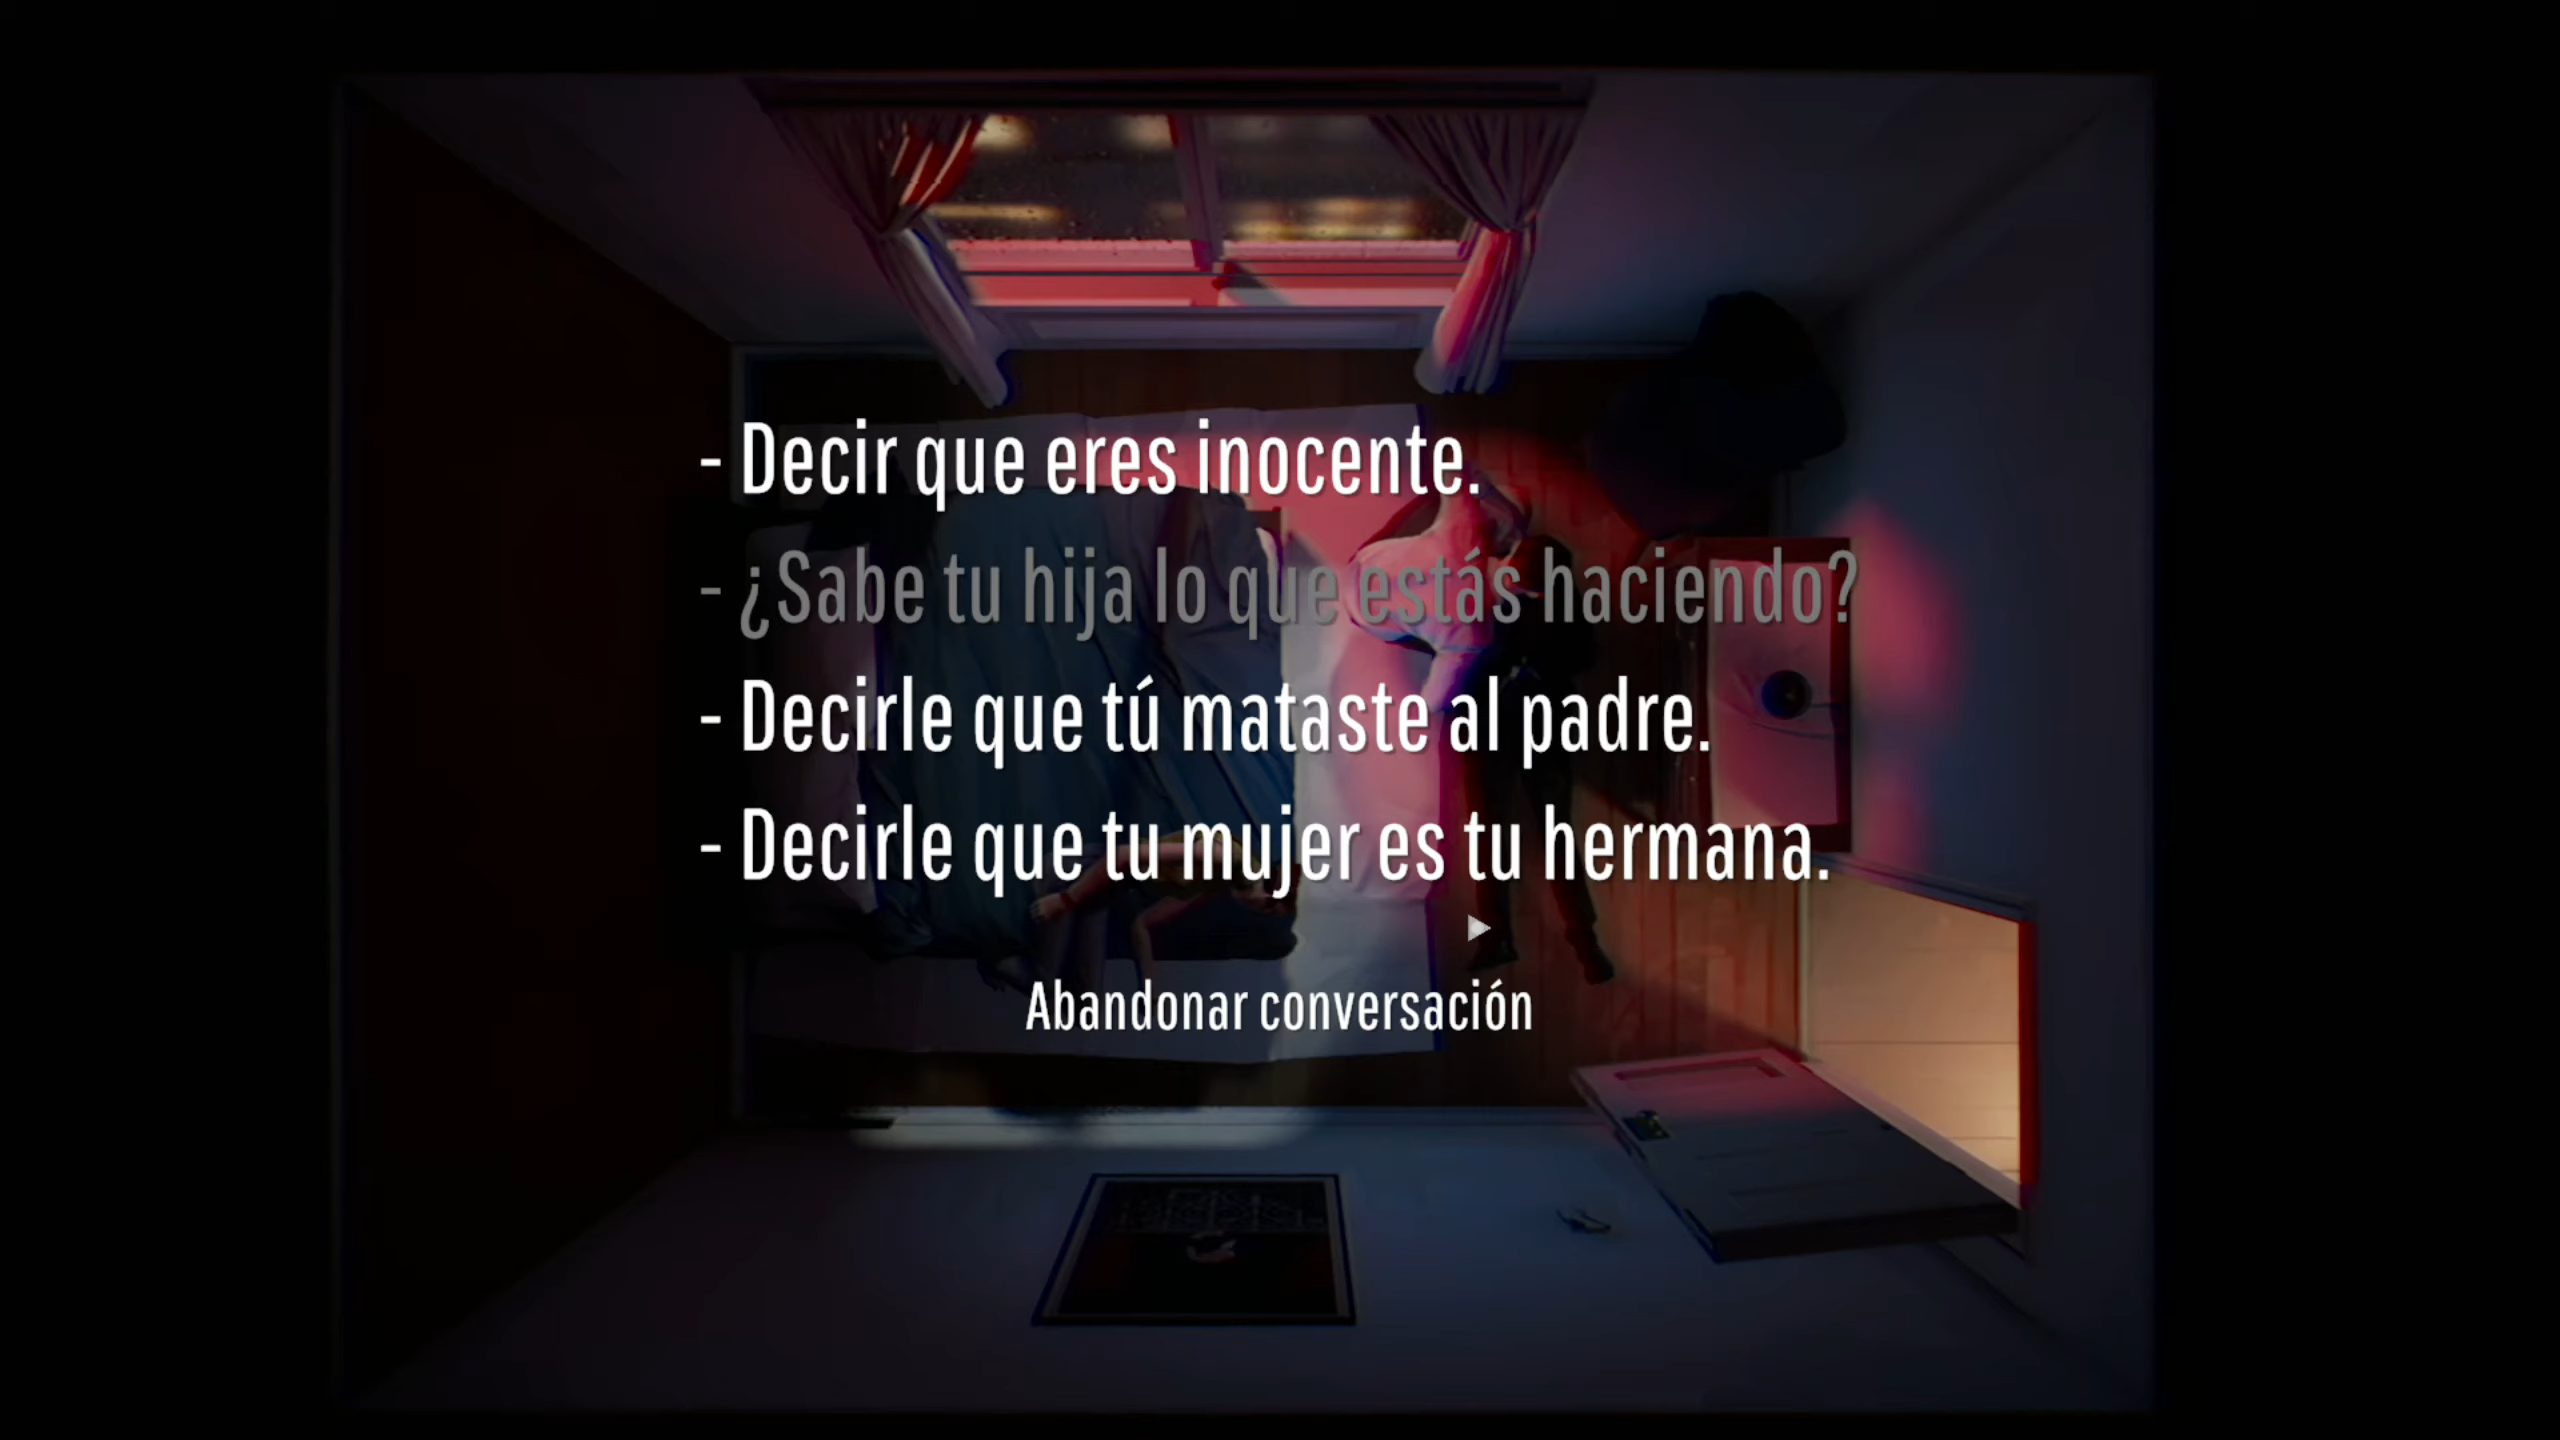 - Decir que eres inocente.
- ¿Sabe tu hija lo que estás haciendo?
- Decirle que tú mataste al padre.
- Decirle que tu mujer es tu hermana.
Abandonar conversación